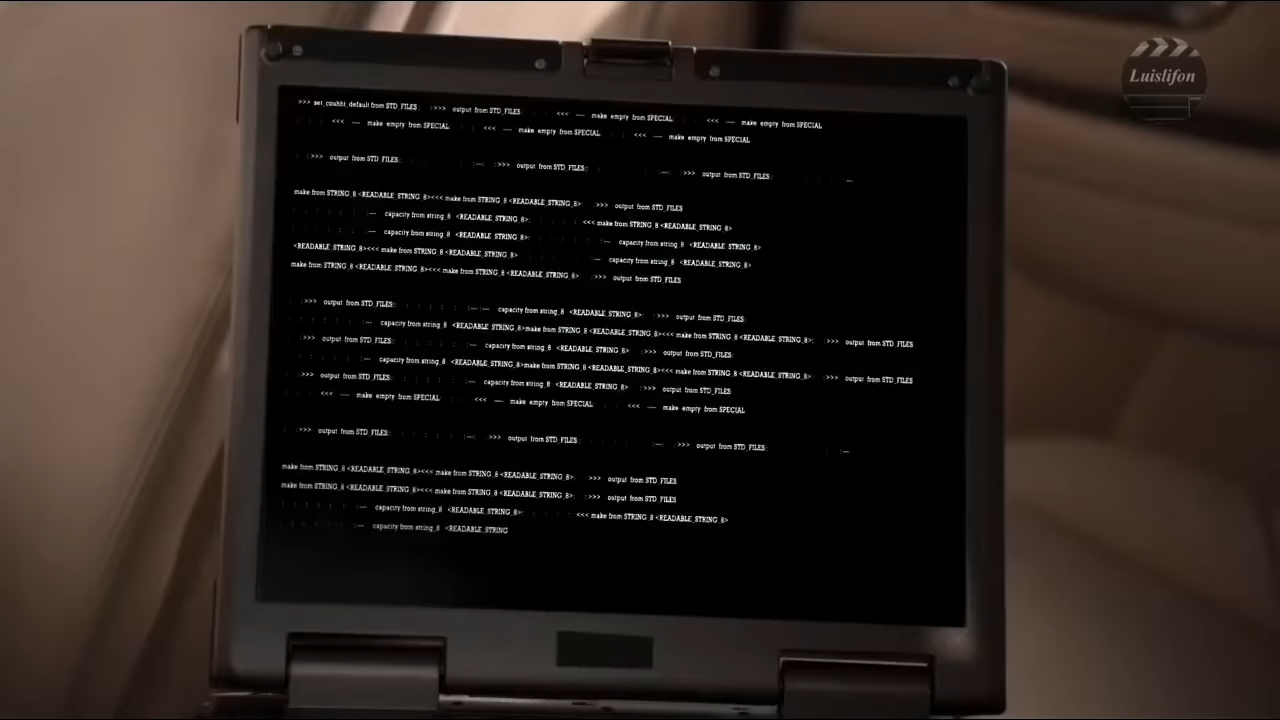 Luislifon
>>> set_couhht_default from STD_FILES: :>>> output from STD_FILES : : : <<< ---- make empty from SPECIAL : : <<< ---- make empty from SPECIAL
: : : <<< ---- make empty from SPECIAL : : <<< ---- make empty from SPECIAL : : <<< ---- make empty from SPECIAL
: :>>> output from STD_FILES:: : : : : :---: :>>> output from STD_FILES:: : : : : : :---: :>>> output from STD_FILES:: :---
make from STRING_8 <READABLE_STRING_8><<< make from STRING_8 <READABLE_STRING_8>: :>>> output from STD_FILES
: : : : : :--- capacity from string_8 <READABLE_STRING_8>: : : : : <<< make from STRING_8 <READABLE_STRING_8>
: : : : : :--- capacity from string_8 <READABLE_STRING_8>: : : : : :--- capacity from string_8 <READABLE_STRING_8>
<READABLE_STRING_8><<< make from STRING_8 <READABLE_STRING_8> : : : : :--- capacity from string_8 <READABLE_STRING_8>
make from STRING_8 <READABLE_STRING_8><<< make from STRING_8 <READABLE_STRING_8> :>>> output from STD_FILES
: :>>> output from STD_FILES:: : : : : :---:--- capacity from string_8 <READABLE_STRING_8>: :>>> output from STD_FILES:
: : : : : :--- capacity from string_8 <READABLE_STRING_8>make from STRING_8 <READABLE_STRING_8><<< make from STRING_8 <READABLE_STRING_8>: :>>> output from STD_FILES
: :>>> output from STD_FILES:: : : : : :--- capacity from string_8 <READABLE_STRING_8> :>>> output from STD_FILES:
: : : : : :--- capacity from string_8 <READABLE_STRING_8>make from STRING_8 <READABLE_STRING_8><<< make from STRING_8 <READABLE_STRING_8>: :>>> output from STD_FILES
: :>>> output from STD_FILES:: : : : : :--- capacity from string_8 <READABLE_STRING_8> :>>> output from STD_FILES:
: : : <<< ---- make empty from SPECIAL : : <<< ---- make empty from SPECIAL : : <<< ---- make empty from SPECIAL
: :>>> output from STD_FILES:: : : : : :---: :>>> output from STD_FILES:: : : : : : :---: :>>> output from STD_FILES:: : :---
make from STRING_8 <READABLE_STRING_8><<< make from STRING_8 <READABLE_STRING_8>: :>>> output from STD_FILES
make from STRING_8 <READABLE_STRING_8><<< make from STRING_8 <READABLE_STRING_8>: :>>> output from STD_FILES
: : : : : :--- capacity from string_8 <READABLE_STRING_8>: : : : : <<< make from STRING_8 <READABLE_STRING_8>
: : : : : :--- capacity from string_8 <READABLE_STRING